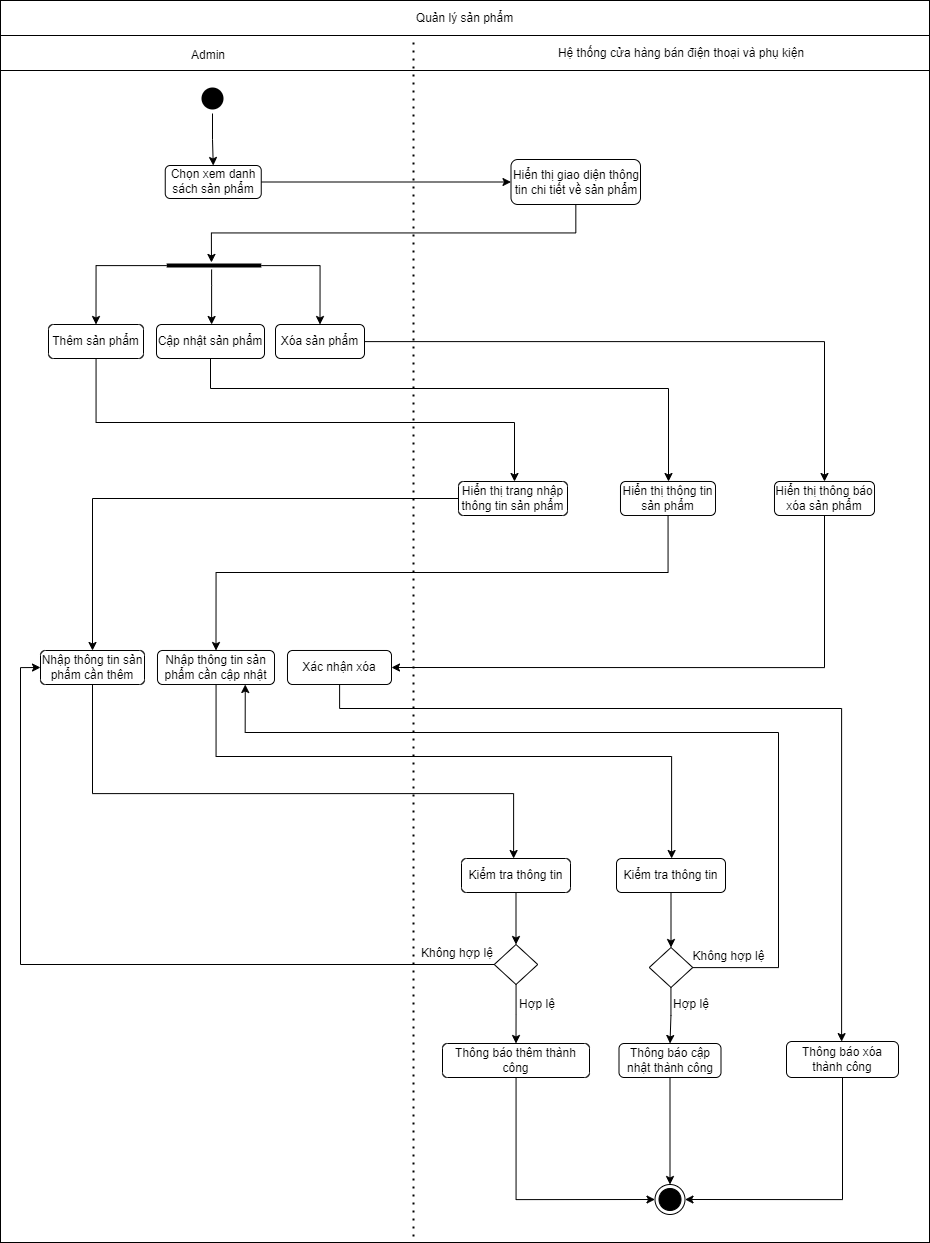 Quản lý sản phẩm
Admin
Hệ thống cửa hàng bán điện thoại và phụ kiện
Chọn xem danh
sách sản phẩm
Hiển thị giao diện thông
tin chi tiết về sản phẩm
Thêm sản phẩm
Cập nhật sản phẩm
Xóa sản phẩm
Hiển thị trang nhập
thông tin sản phẩm
Hiển thị thông tin
sản phẩm
Hiển thị thông báo
xóa sản phẩm
Nhập thông tin sản
phẩm cần thêm
Nhập thông tin sản
phẩm cần cập nhật
Xác nhận xóa
Kiểm tra thông tin
Kiểm tra thông tin
Không hợp lệ
Không hợp lệ
Hợp lệ
Hợp lệ
Thông báo thêm thành
công
Thông báo cập
nhật thành công
Thông báo xóa
thành công